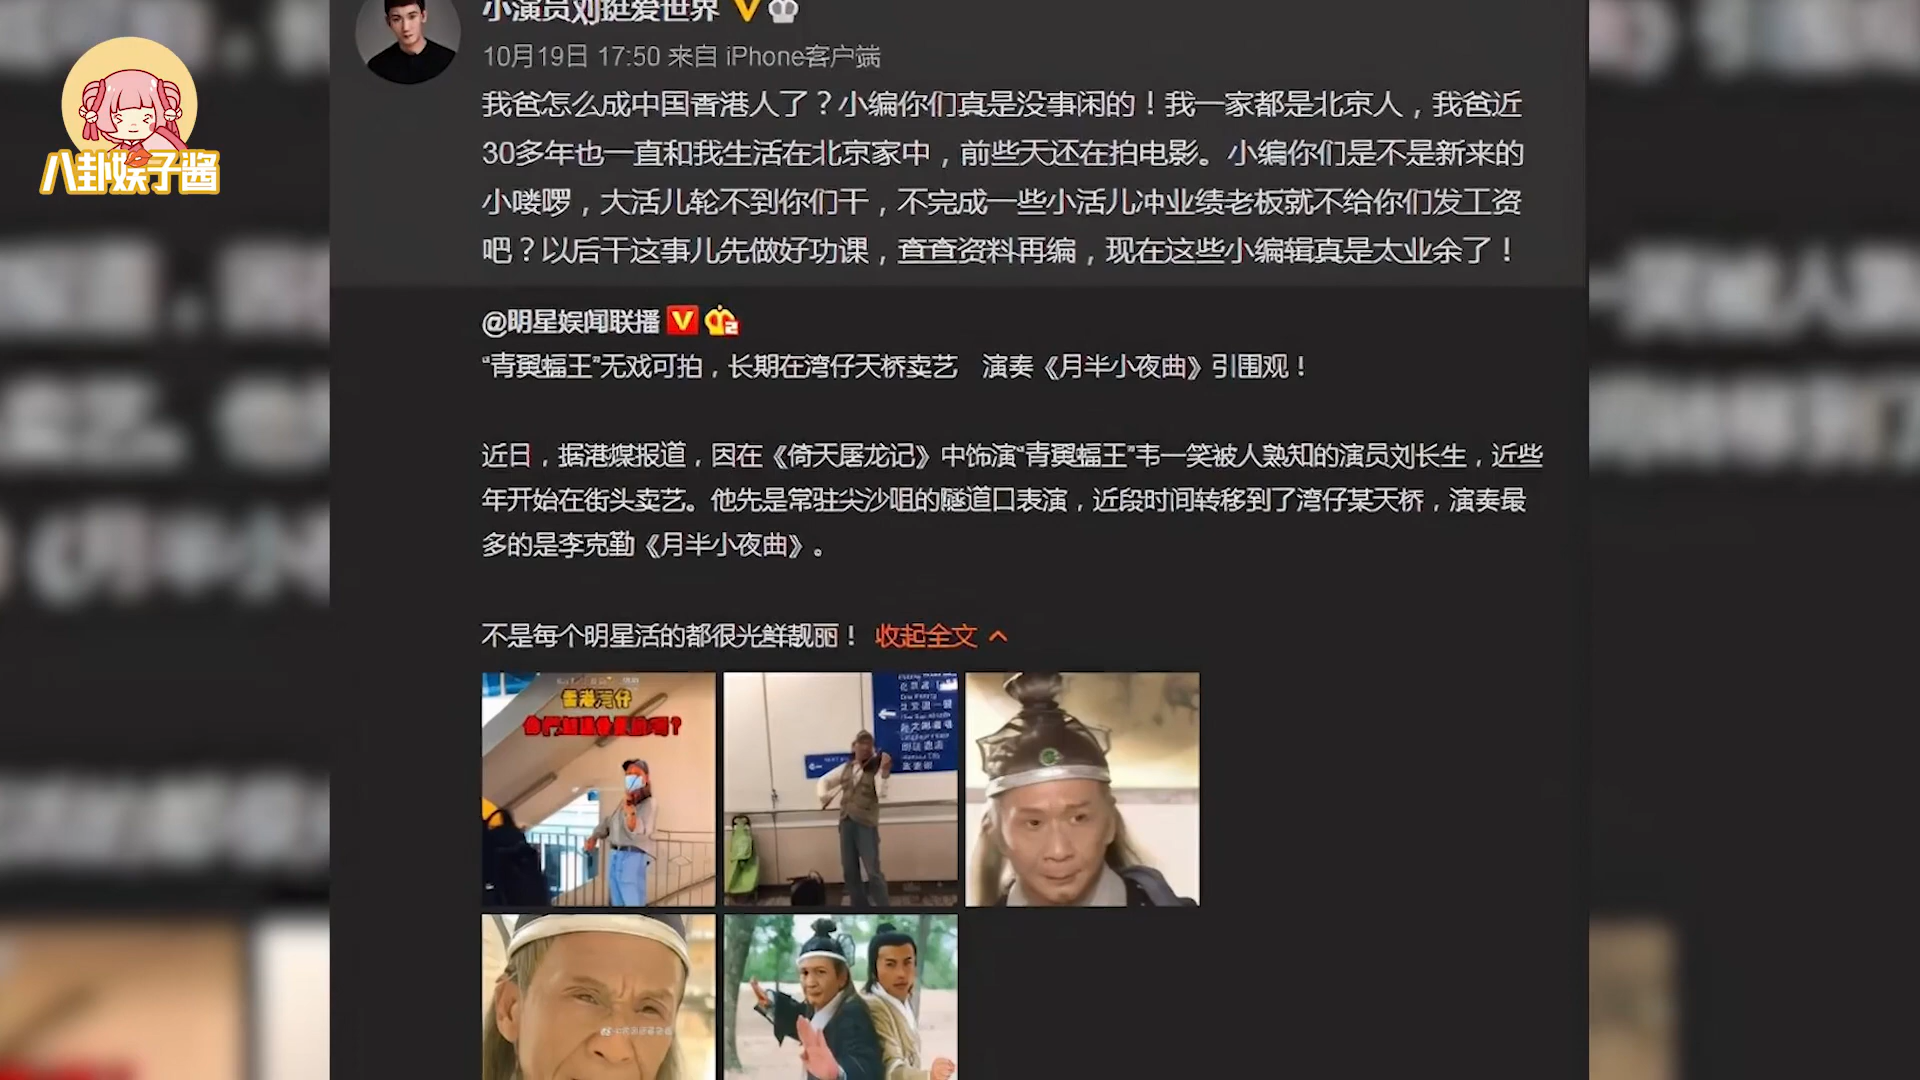 小演员刘挺爱世界
八卦娱子酱
10月19日 17:50 来自 iPhone客户端
我爸怎么成中国香港人了？小编你们真是没事闲的！我一家都是北京人，我爸近
30多年也一直和我生活在北京家中，前些天还在拍电影。小编你们是不是新来的
小喽啰，大活儿轮不到你们干，不完成一些小活儿冲业绩老板就不给你们发工资
吧？以后干这事儿先做好功课，查查资料再编，现在这些小编辑真是太业余了！
@明星娱闻联播
“青翼蝠王”无戏可拍，长期在湾仔天桥卖艺 演奏《月半小夜曲》引围观！
近日，据港媒报道，因在《倚天屠龙记》中饰演“青翼蝠王”韦一笑被人熟知的演员刘长生，近些
年开始在街头卖艺。他先是常驻尖沙咀的隧道口表演，近段时间转移到了湾仔某天桥，演奏最
多的是李克勤《月半小夜曲》。
不是每个明星活的都很光鲜靓丽！ 收起全文
香港湾仔